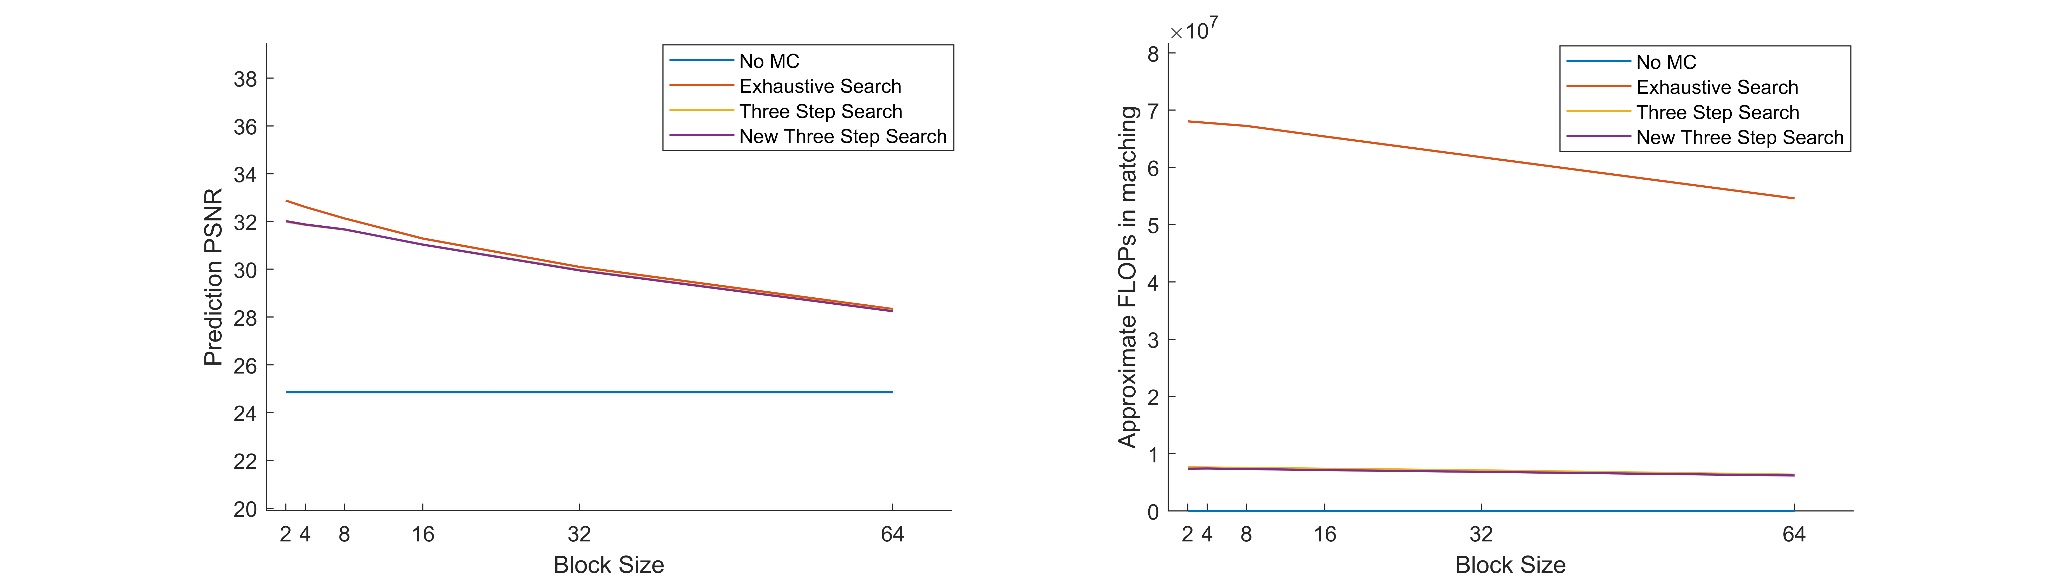 38
36
34
32
30
28
26
24
22
20
Prediction PSNR
2 4 8 16 32 64
Block Size
No MC
Exhaustive Search
Three Step Search
New Three Step Search
×10⁷
8
7
6
5
4
3
2
1
0
Approximate FLOPs in matching
2 4 8 16 32 64
Block Size
No MC
Exhaustive Search
Three Step Search
New Three Step Search